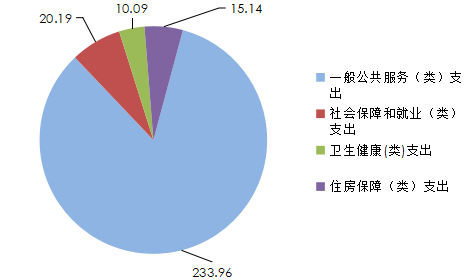 20.19
10.09
15.14
233.96
一般公共服务（类）支
出
社会保障和就业（类）
支出
卫生健康(类)支出
住房保障（类）支出